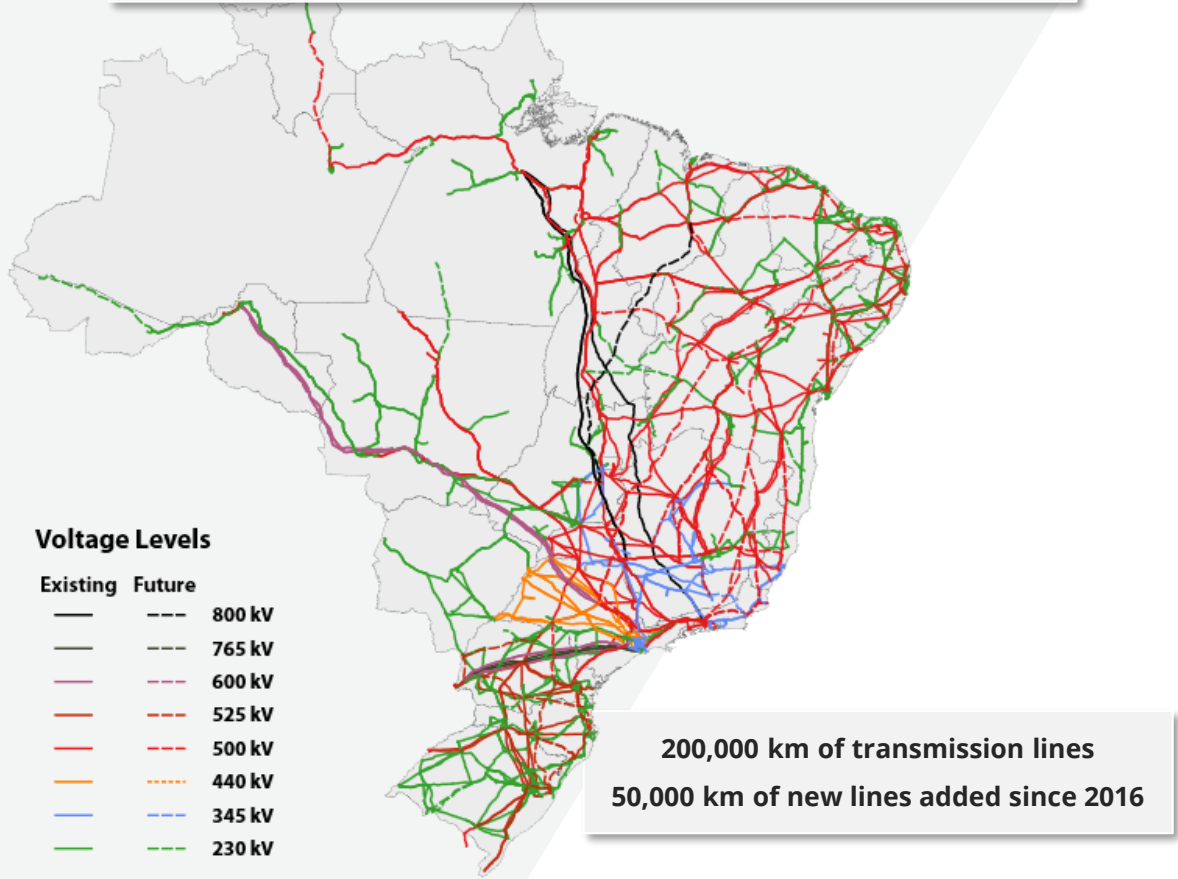 Voltage Levels
Existing Future
800 kV
765 kV
600 kV
525 kV
500 kV
440 kV
345 kV
230 kV
200,000 km of transmission lines
50,000 km of new lines added since 2016